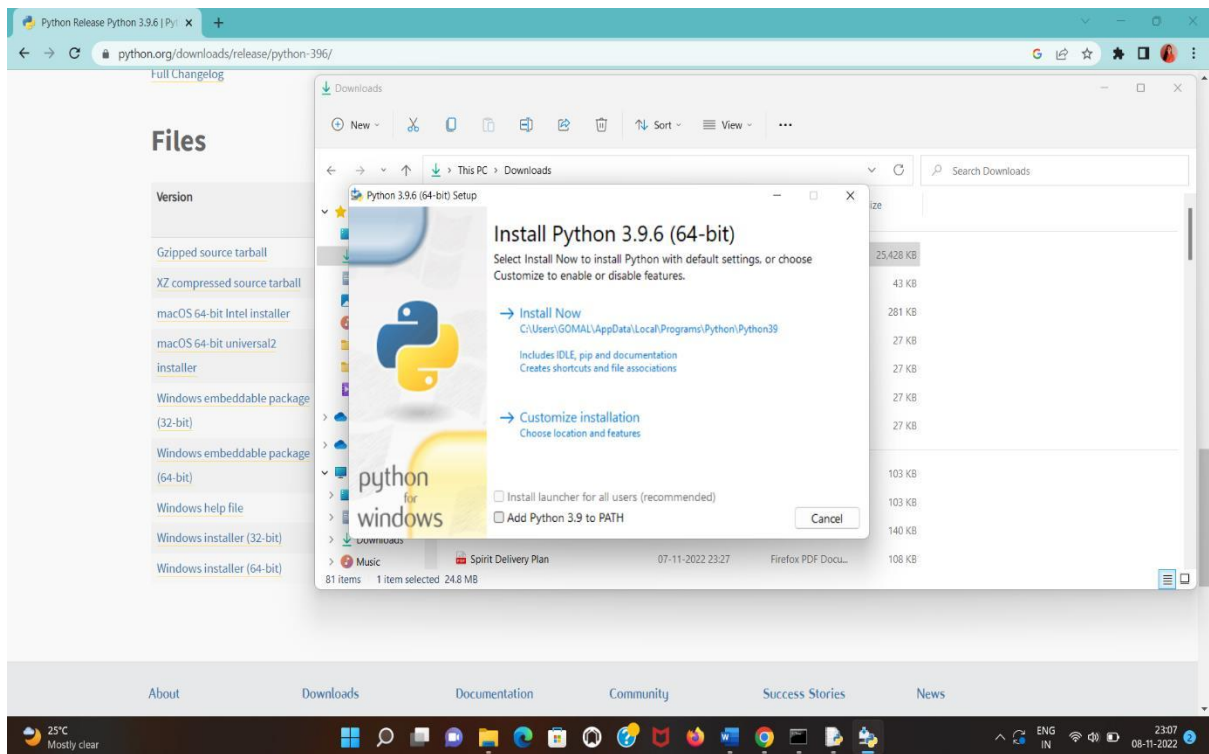 Python Release Python 3.9.6 | Pyt
python.org/downloads/release/python-396/
Full Changelog
Files
Version
Gzipped source tarball
XZ compressed source tarball
macOS 64-bit Intel installer
macOS 64-bit universal2
installer
Windows embeddable package
(32-bit)
Windows embeddable package
(64-bit)
Windows help file
Windows installer (32-bit)
Windows installer (64-bit)
Downloads
New
Sort
View
This PC > Downloads
Search Downloads
ize
25,428 KB
43 KB
281 KB
27 KB
27 KB
27 KB
27 KB
103 KB
103 KB
140 KB
Python 3.9.6 (64-bit) Setup
Install Python 3.9.6 (64-bit)
Select Install Now to install Python with default settings, or choose
Customize to enable or disable features.
Install Now
C:\Users\GOMAL\AppData\Local\Programs\Python\Python39
Includes IDLE, pip and documentation
Creates shortcuts and file associations
Customize installation
Choose location and features
python
for
windows
Install launcher for all users (recommended)
Add Python 3.9 to PATH
Cancel
Downloads
Music
Spirit Delivery Plan 07-11-2022 23:27 Firefox PDF Docu... 108 KB
81 items 1 item selected 24.8 MB
About Downloads Documentation Community Success Stories News
25°C
Mostly clear
ENG
IN
23:07
08-11-2022
2